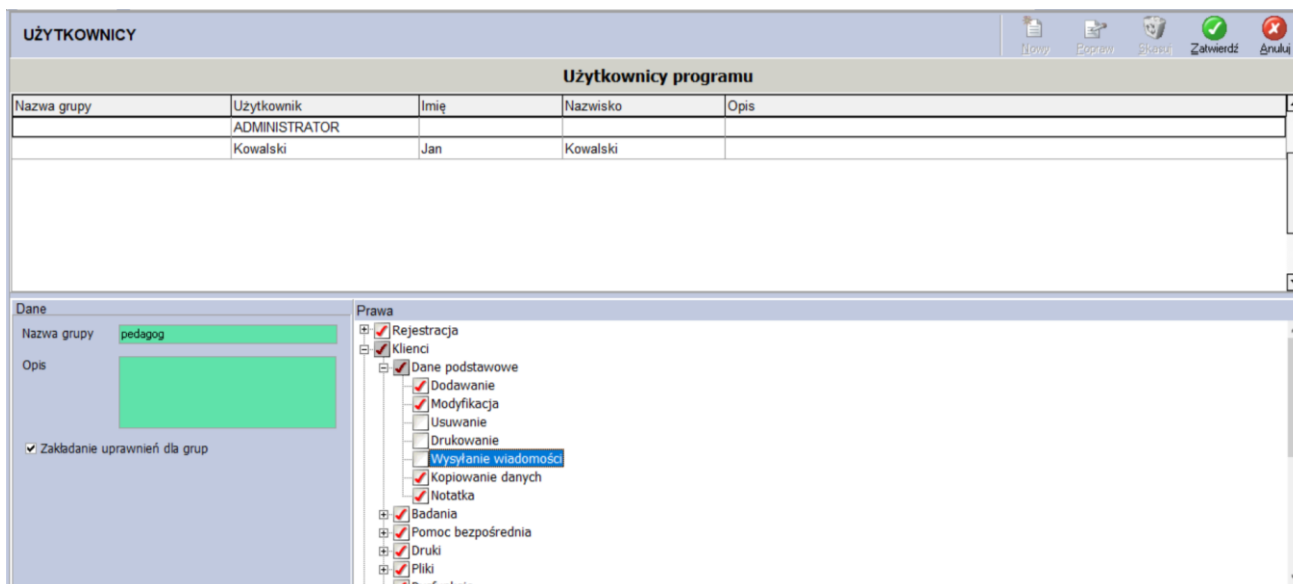 UŻYTKOWNICY
Nowy Popraw Skasuj Zatwierdź Anuluj
Użytkownicy programu
Nazwa grupy Użytkownik Imię Nazwisko Opis
ADMINISTRATOR
Kowalski Jan Kowalski
Dane
Nazwa grupy pedagog
Opis
Zakładanie uprawnień dla grup
Prawa
Rejestracja
Klienci
Dane podstawowe
Dodawanie
Modyfikacja
Usuwanie
Drukowanie
Wysyłanie wiadomości
Kopiowanie danych
Notatka
Badania
Pomoc bezpośrednia
Druki
Pliki